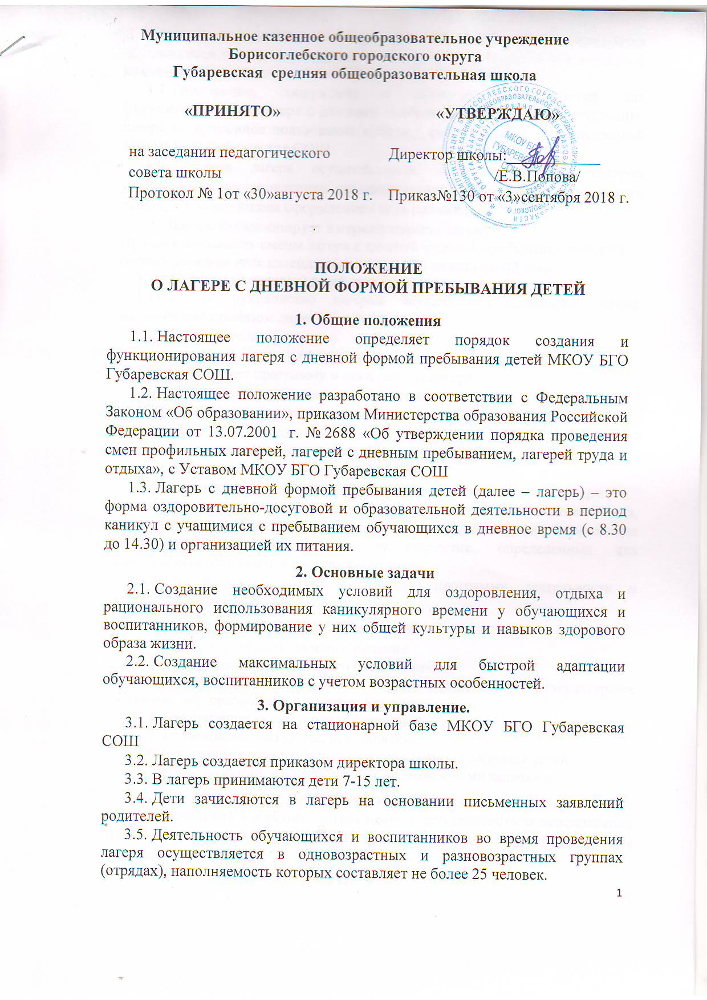 Муниципальное казенное общеобразовательное учреждение
Борисоглебского городского округа
Губаревская средняя общеобразовательная школа
«ПРИНЯТО»
на заседании педагогического
совета школы
Протокол № 1от «30»августа 2018 г.
«УТВЕРЖДАЮ»
Директор школы:
/Е.В.Попова/
Приказ№130 от «3»сентября 2018 г.
МКОУ БГО
ГУБАРЕВСКАЯ
СОШ
ПОЛОЖЕНИЕ
О ЛАГЕРЕ С ДНЕВНОЙ ФОРМОЙ ПРЕБЫВАНИЯ ДЕТЕЙ
1. Общие положения
1.1. Настоящее положение определяет порядок создания и
функционирования лагеря с дневной формой пребывания детей МКОУ БГО
Губаревская СОШ.
1.2. Настоящее положение разработано в соответствии с Федеральным
Законом «Об образовании», приказом Министерства образования Российской
Федерации от 13.07.2001 г. № 2688 «Об утверждении порядка проведения
смен профильных лагерей, лагерей с дневным пребыванием, лагерей труда и
отдыха», с Уставом МКОУ БГО Губаревская СОШ
1.3. Лагерь с дневной формой пребывания детей (далее – лагерь) – это
форма оздоровительно-досуговой и образовательной деятельности в период
каникул с учащимися с пребыванием обучающихся в дневное время (с 8.30
до 14.30) и организацией их питания.
2. Основные задачи
2.1. Создание необходимых условий для оздоровления, отдыха и
рационального использования каникулярного времени у обучающихся и
воспитанников, формирование у них общей культуры и навыков здорового
образа жизни.
2.2. Создание максимальных условий для быстрой адаптации
обучающихся, воспитанников с учетом возрастных особенностей.
3. Организация и управление.
3.1. Лагерь создается на стационарной базе МКОУ БГО Губаревская
СОШ
3.2. Лагерь создается приказом директора школы.
3.3. В лагерь принимаются дети 7-15 лет.
3.4. Дети зачисляются в лагерь на основании письменных заявлений
родителей.
3.5. Деятельность обучающихся и воспитанников во время проведения
лагеря осуществляется в одновозрастных и разновозрастных группах
(отрядах), наполняемость которых составляет не более 25 человек.
1